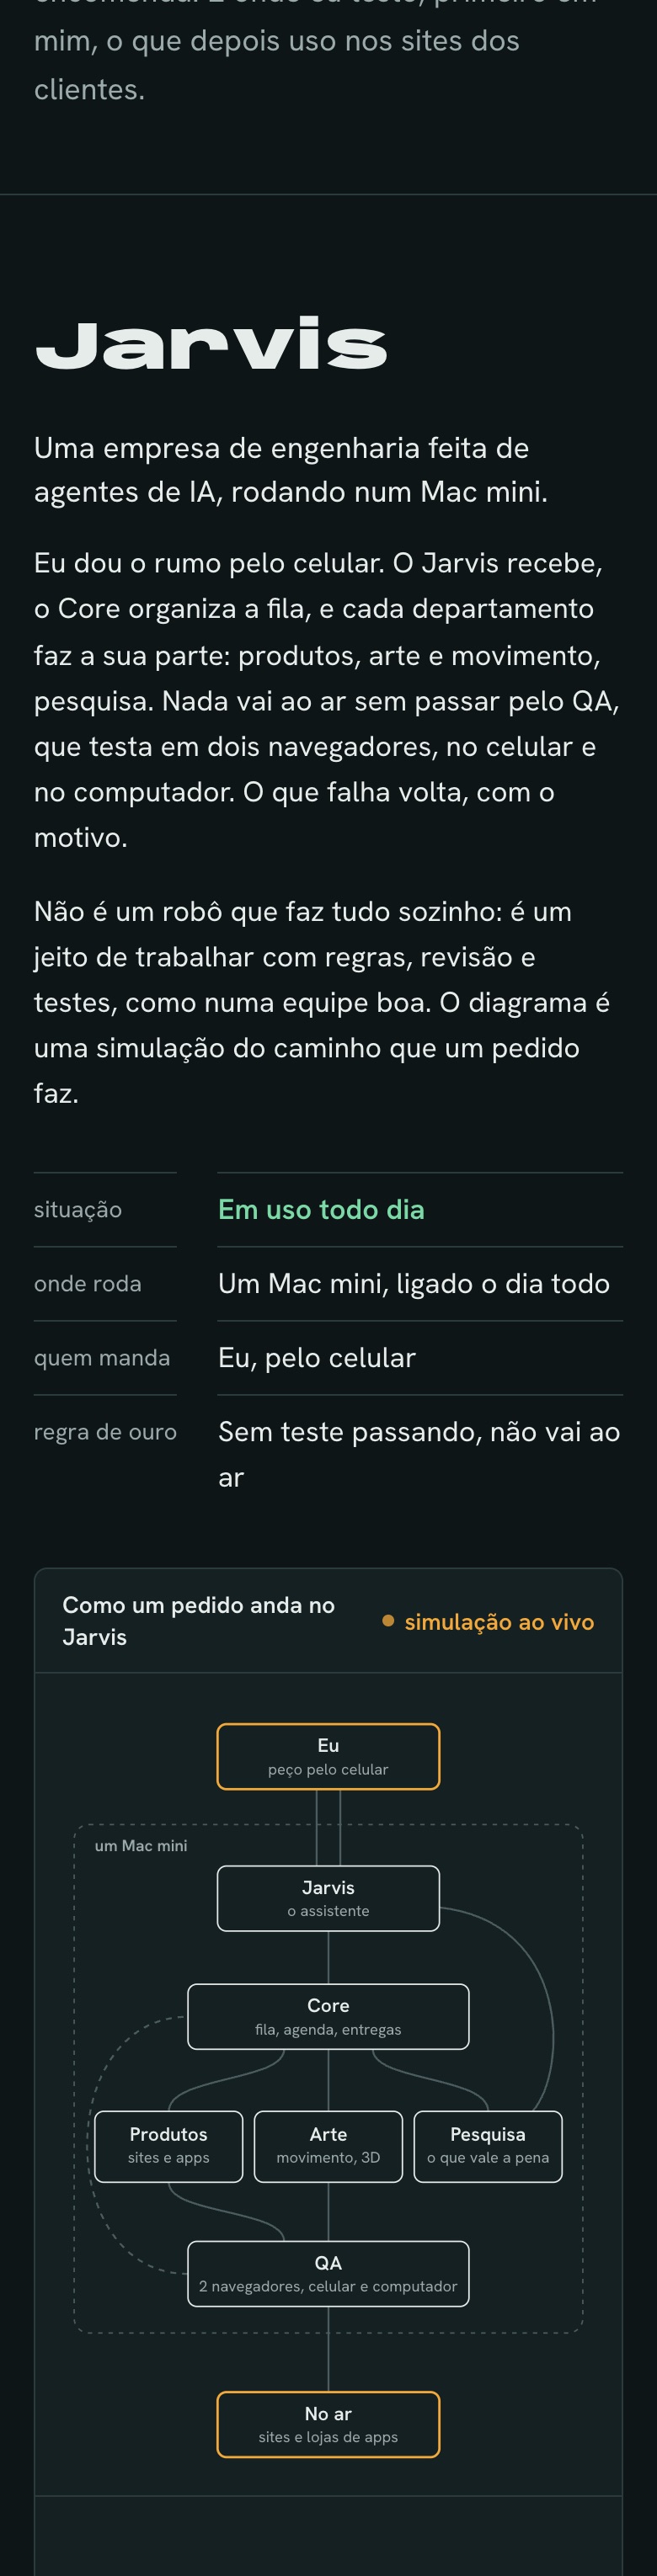 mim, o que depois uso nos sites dos
clientes.
Jarvis
Uma empresa de engenharia feita de
agentes de IA, rodando num Mac mini.
Eu dou o rumo pelo celular. O Jarvis recebe,
o Core organiza a fila, e cada departamento
faz a sua parte: produtos, arte e movimento,
pesquisa. Nada vai ao ar sem passar pelo QA,
que testa em dois navegadores, no celular e
no computador. O que falha volta, com o
motivo.
Não é um robô que faz tudo sozinho: é um
jeito de trabalhar com regras, revisão e
testes, como numa equipe boa. O diagrama é
uma simulação do caminho que um pedido
faz.
situação
Em uso todo dia
onde roda
Um Mac mini, ligado o dia todo
quem manda
Eu, pelo celular
regra de ouro
Sem teste passando, não vai ao
ar
Como um pedido anda no
Jarvis
simulação ao vivo
Eu
peço pelo celular
um Mac mini
Jarvis
o assistente
Core
fila, agenda, entregas
Produtos
sites e apps
Arte
movimento, 3D
Pesquisa
o que vale a pena
QA
2 navegadores, celular e computador
No ar
sites e lojas de apps